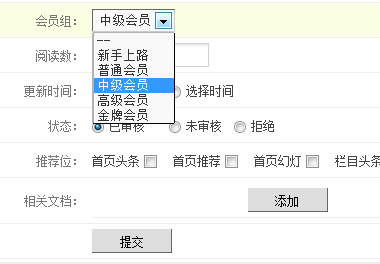 会员组： 中级会员
--
新手上路
阅读数：
普通会员
更新时间： 中级会员 选择时间
高级会员
金牌会员
状态： 已审核 未审核 拒绝
推荐位： 首页头条 首页推荐 首页幻灯 栏目头条
相关文档： 添加
提交